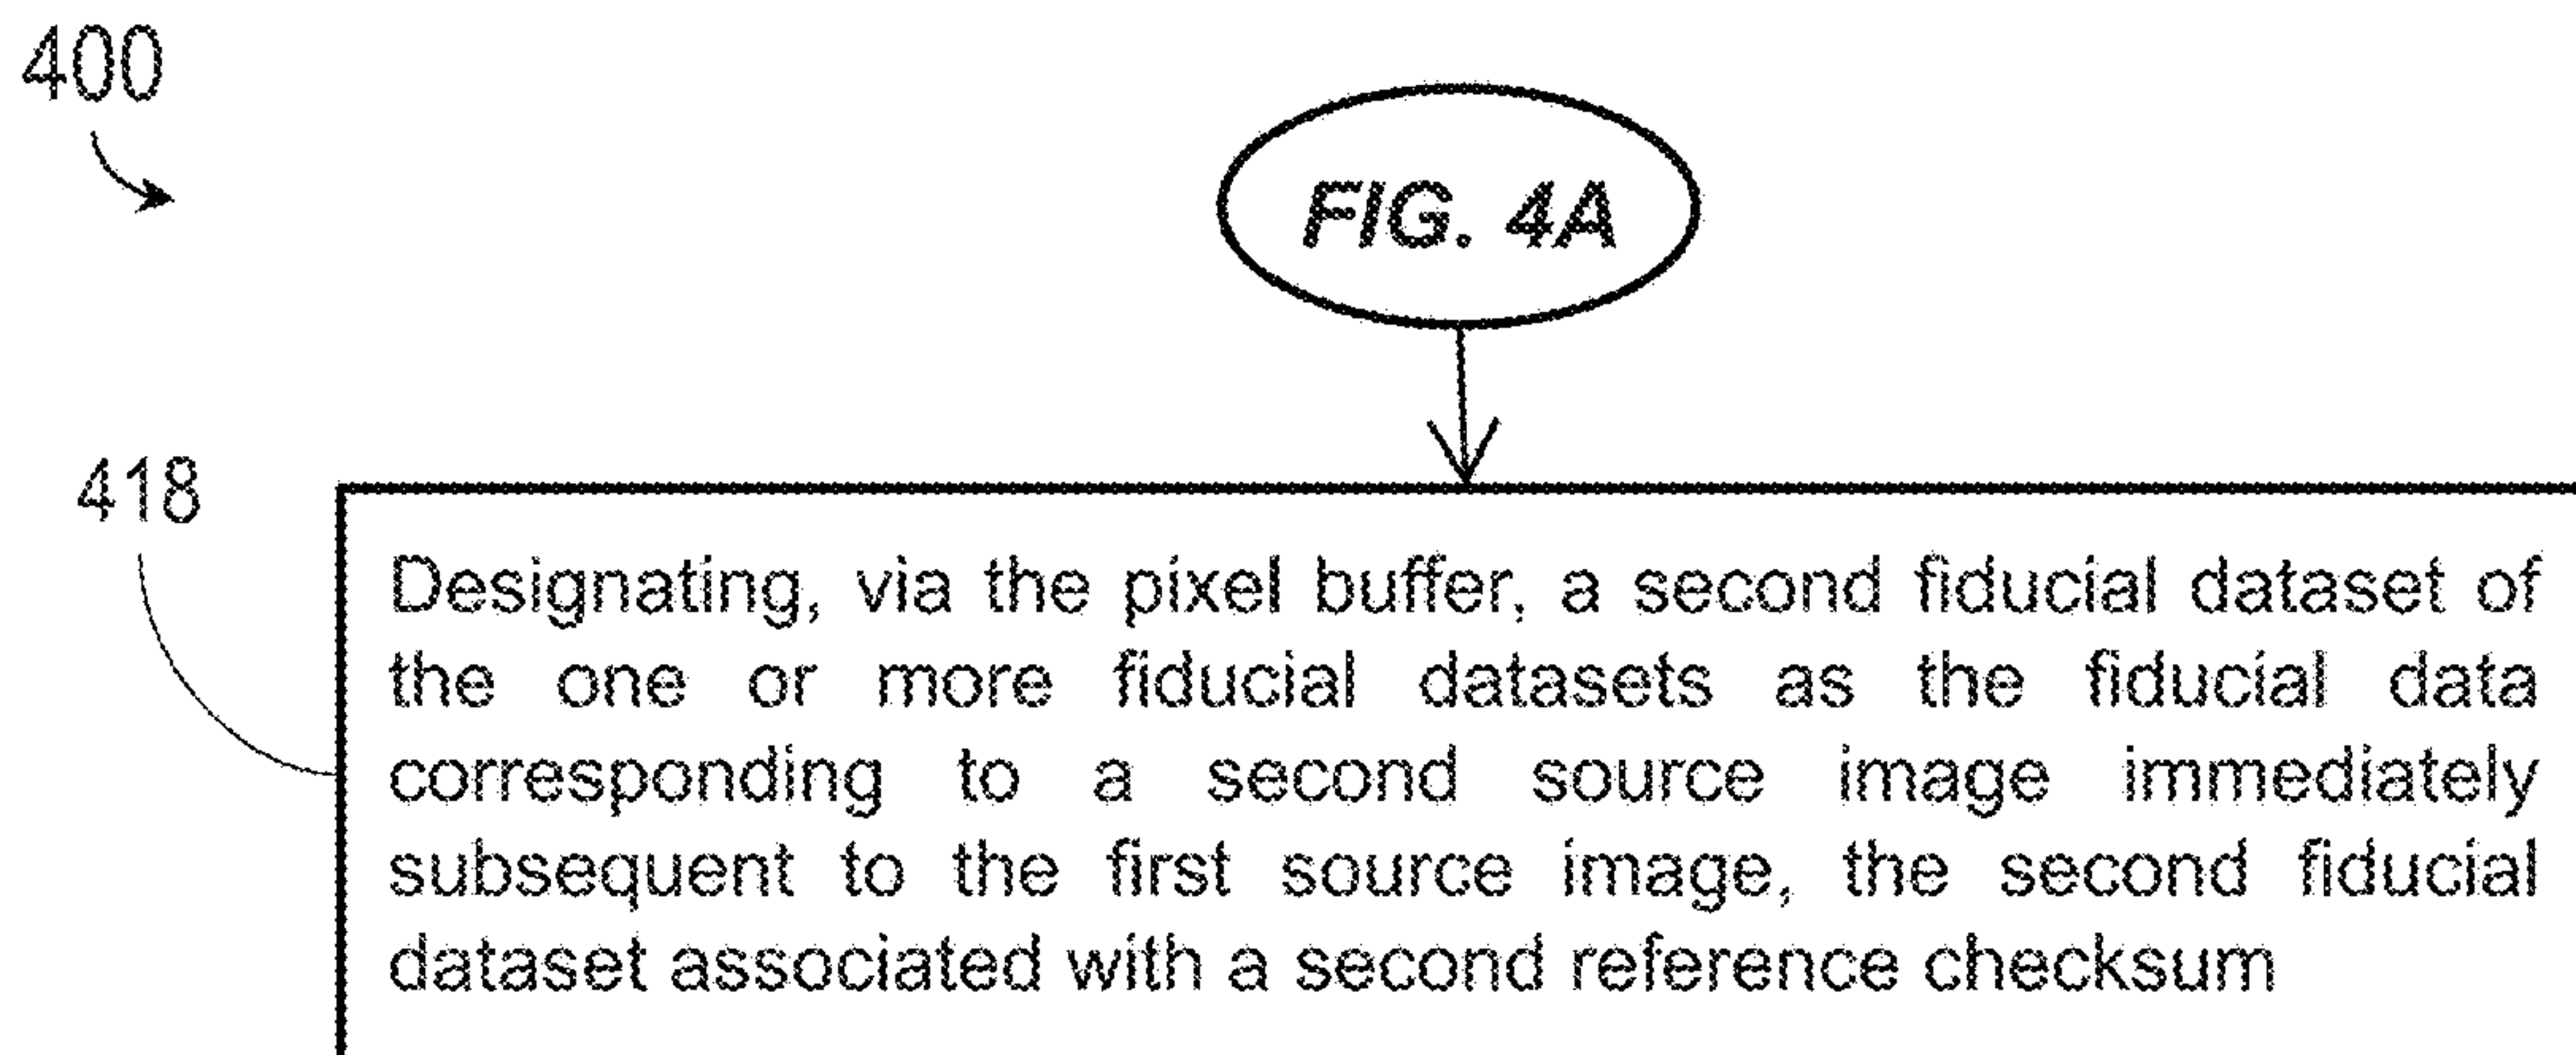 400
FIG. 4A
418
Designating, via the pixel buffer, a second fiducial dataset of
the one or more fiducial datasets as the fiducial data
corresponding to a second source image immediately
subsequent to the first source image, the second fiducial
dataset associated with a second reference checksum